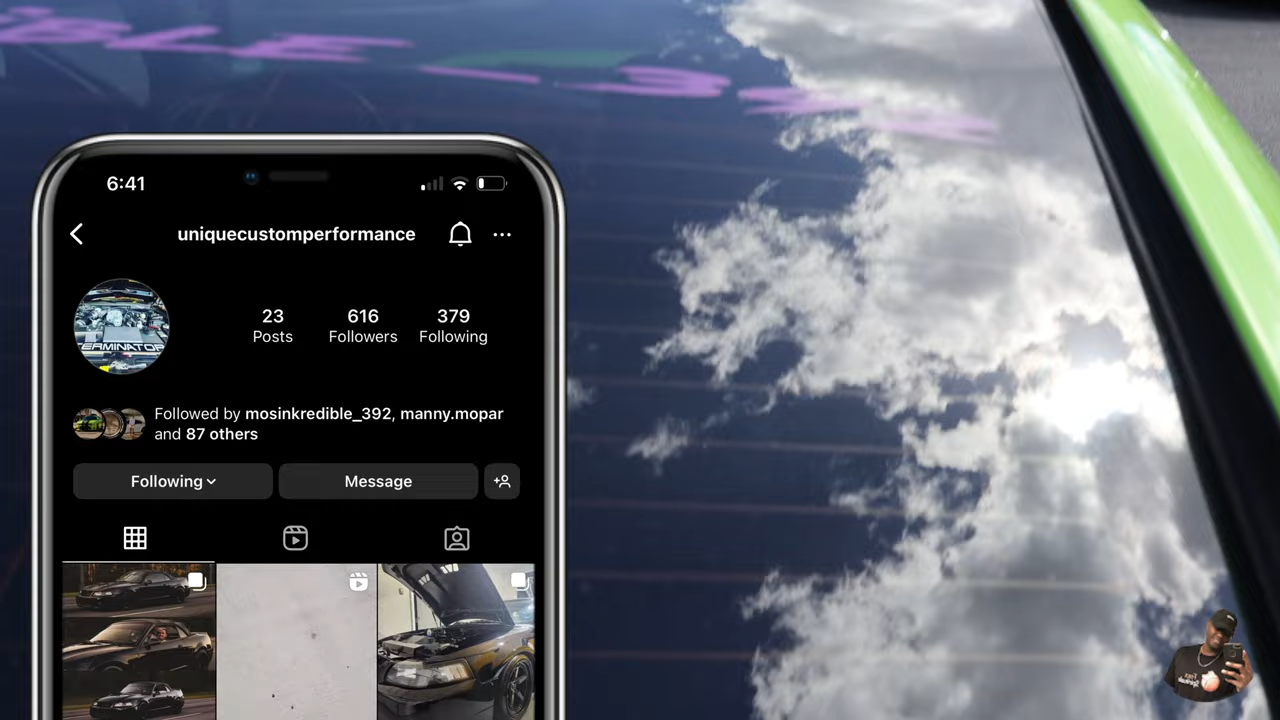 6:41
uniquecustomperformance
23
616
379
Posts
Followers
Following
TERMINATOR
Followed by mosinkredible_392, manny.mopar
and 87 others
Following
Message